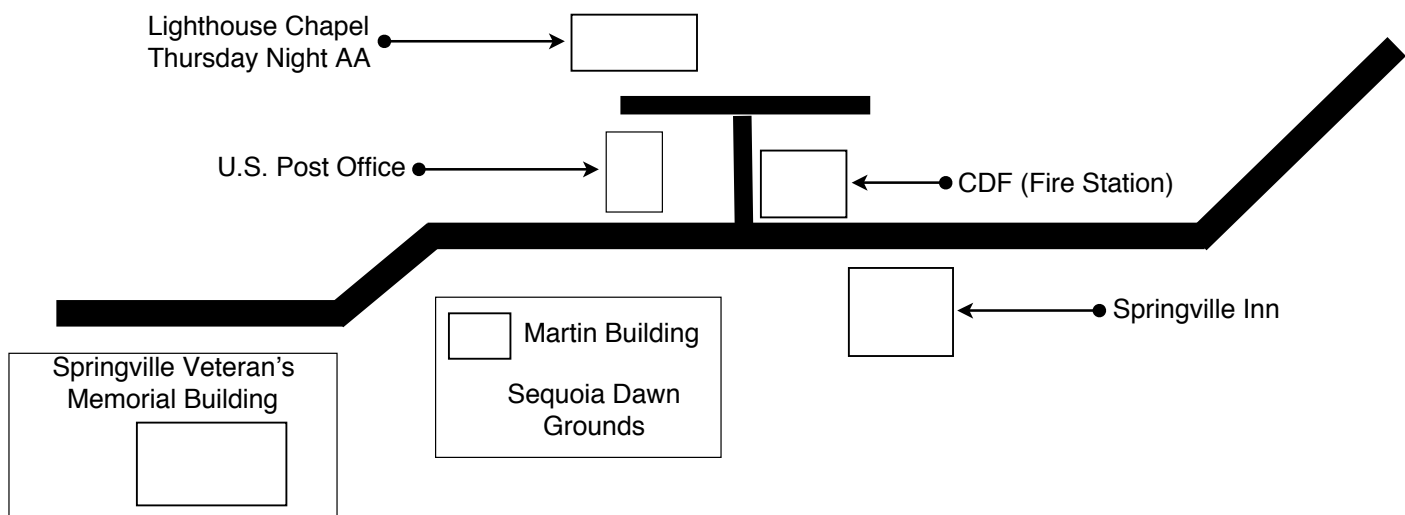 Lighthouse Chapel
Thursday Night AA
U.S. Post Office
CDF (Fire Station)
Springville Inn
Martin Building
Sequoia Dawn
Grounds
Springville Veteran’s
Memorial Building